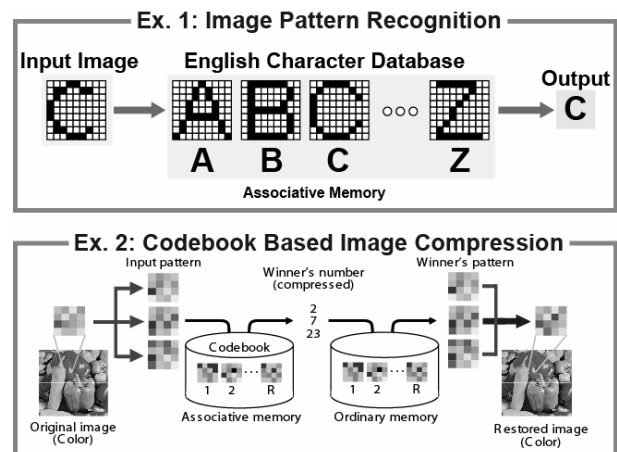 Ex. 1: Image Pattern Recognition
Input Image
English Character Database
Output
C
A
B
C
Z
Associative Memory
Ex. 2: Codebook Based Image Compression
Input pattern
Winner's number
(compressed)
Winner's pattern
2
7
23
Codebook
1 2 R
1 2 R
Associative memory
Ordinary memory
Original image
(Color)
Restored image
(Color)